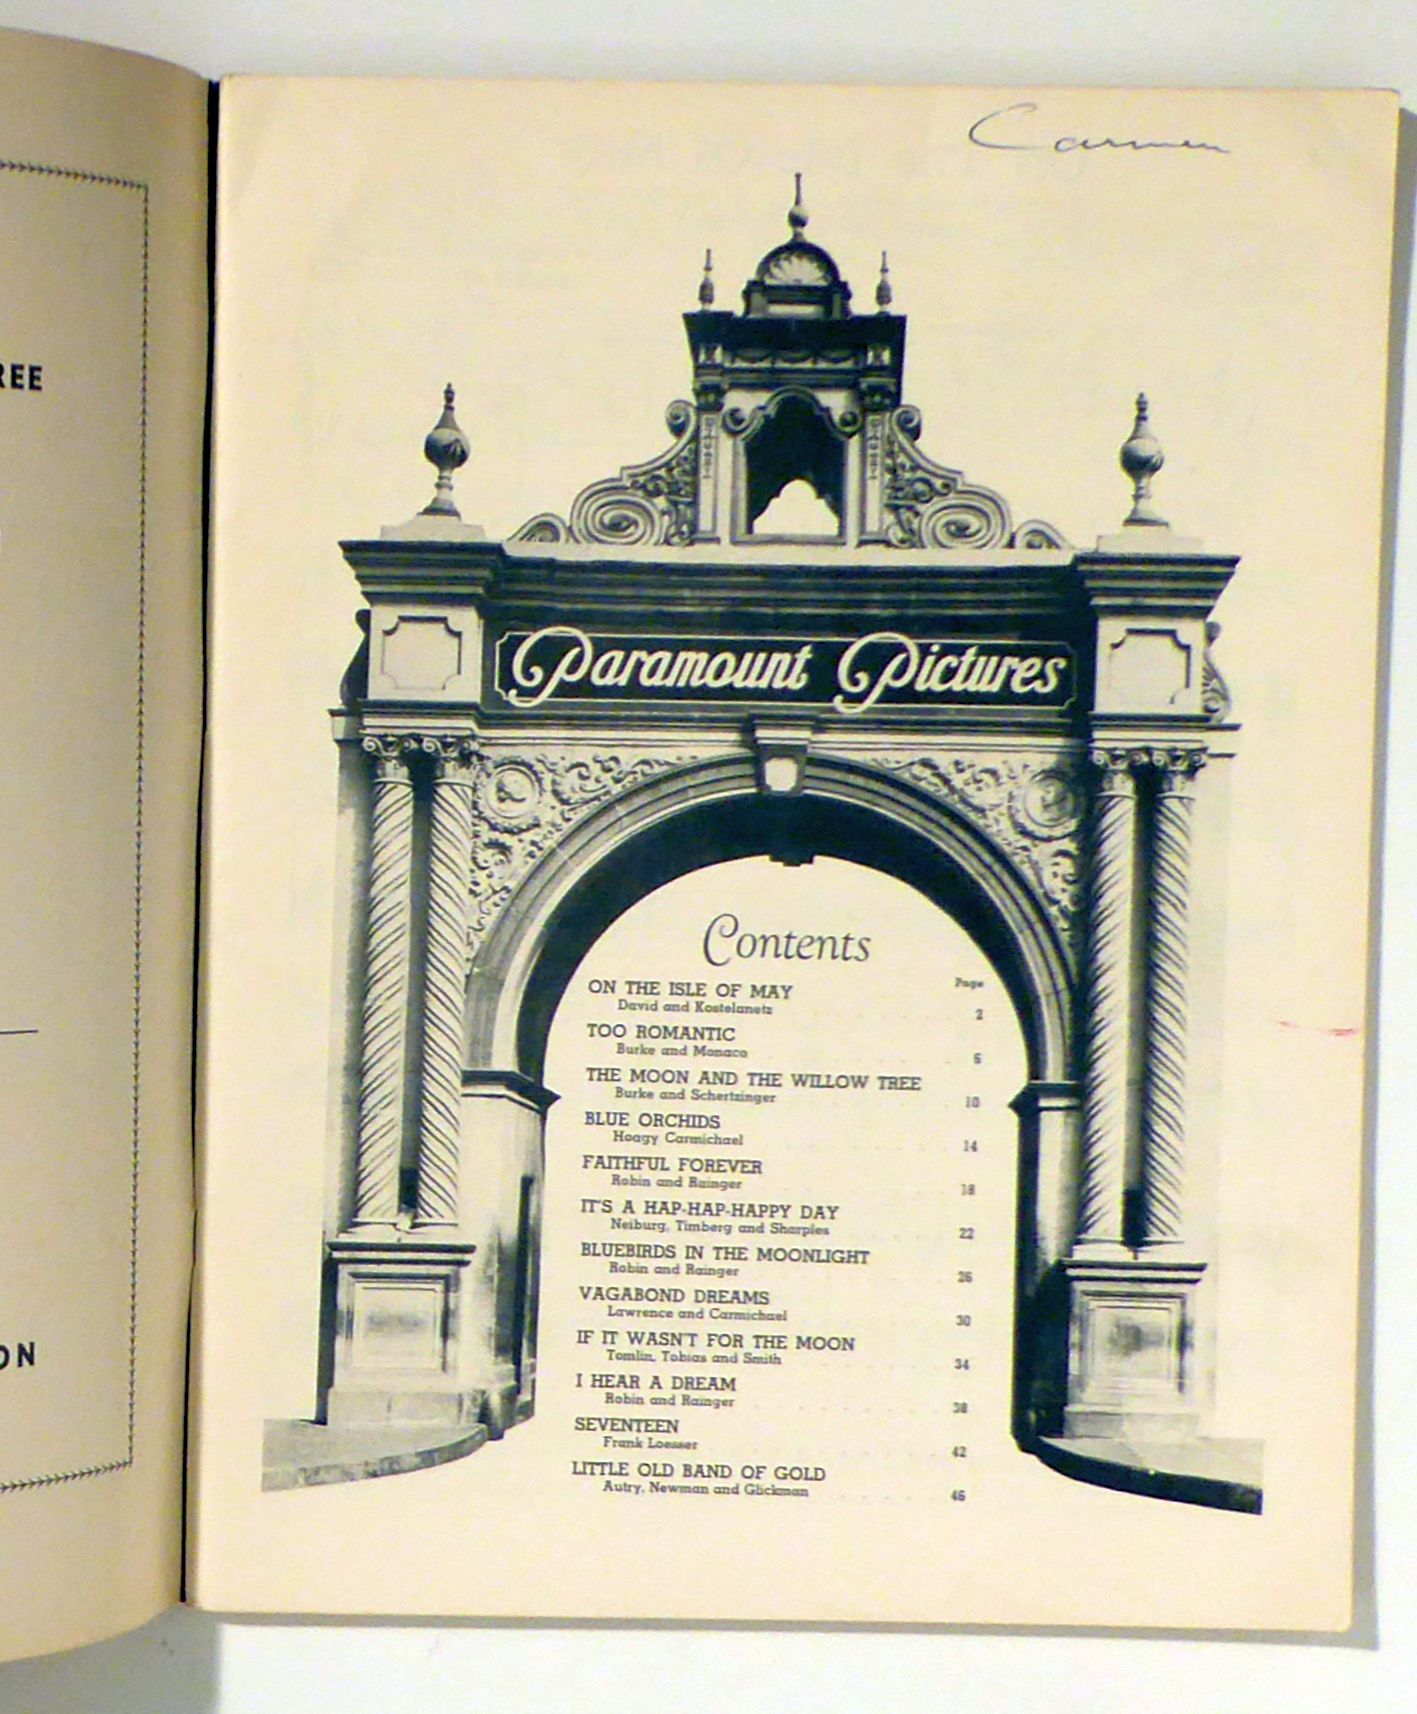 REE
ON
Carmen
Paramount Pictures
Contents
Page
ON THE ISLE OF MAY
David and Kostelanetz 2
TOO ROMANTIC
Burke and Monaco 6
THE MOON AND THE WILLOW TREE
Burke and Schertzinger 10
BLUE ORCHIDS
Hoagy Carmichael 14
FAITHFUL FOREVER
Robin and Rainger 18
IT'S A HAP-HAP-HAPPY DAY
Neiburg, Timberg and Sharples 22
BLUEBIRDS IN THE MOONLIGHT
Robin and Rainger 26
VAGABOND DREAMS
Lawrence and Carmichael 30
IF IT WASN'T FOR THE MOON
Tomlin, Tobias and Smith 34
I HEAR A DREAM
Robin and Rainger 38
SEVENTEEN
Frank Loesser 42
LITTLE OLD BAND OF GOLD
Autry, Newman and Glickman 46